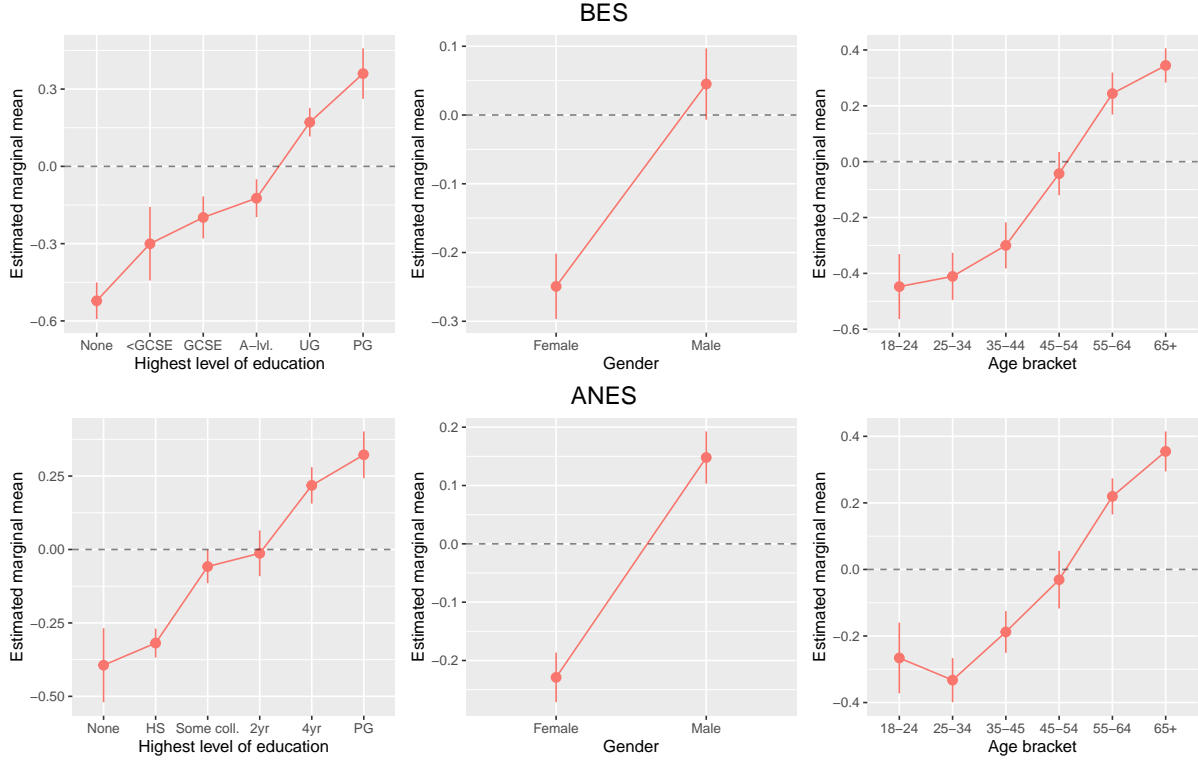 BES
Estimated marginal mean
0.3
0.0
−0.3
−0.6
None <GCSE GCSE A−lvl. UG PG
Highest level of education
Estimated marginal mean
0.1
0.0
−0.1
−0.2
−0.3
Female Male
Gender
Estimated marginal mean
0.4
0.2
0.0
−0.2
−0.4
−0.6
18−24 25−34 35−44 45−54 55−64 65+
Age bracket
ANES
Estimated marginal mean
0.25
0.00
−0.25
−0.50
None HS Some coll. 2yr 4yr PG
Highest level of education
Estimated marginal mean
0.2
0.1
0.0
−0.1
−0.2
Female Male
Gender
Estimated marginal mean
0.4
0.2
0.0
−0.2
−0.4
18−24 25−34 35−45 45−54 55−64 65+
Age bracket